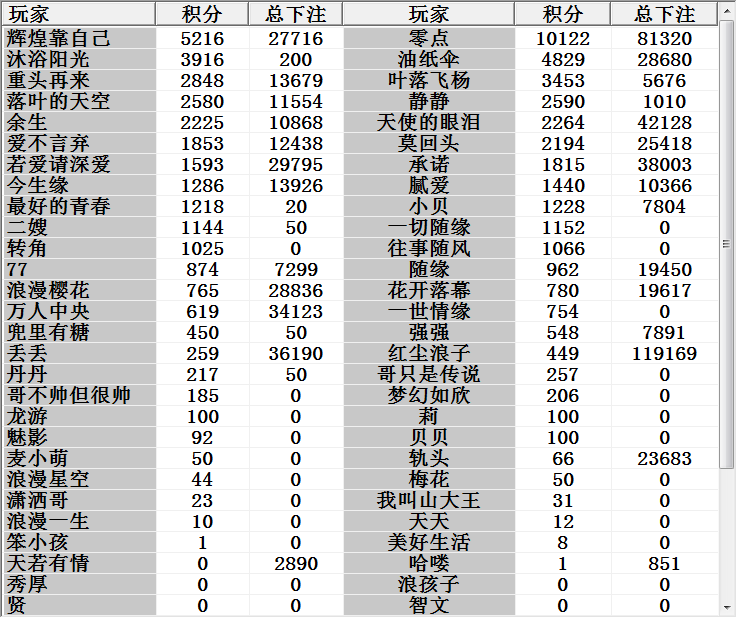 玩家 积分 总下注 玩家 积分 总下注
辉煌靠自己 5216 27716 零点 10122 81320
沐浴阳光 3916 200 油纸伞 4829 28680
重头再来 2848 13679 叶落飞杨 3453 5676
落叶的天空 2580 11554 静静 2590 1010
余生 2225 10868 天使的眼泪 2264 42128
爱不言弃 1853 12438 莫回头 2194 25418
若爱请深爱 1593 29795 承诺 1815 38003
今生缘 1286 13926 腻爱 1440 10366
最好的青春 1218 20 小贝 1228 7804
二嫂 1144 50 一切随缘 1152 0
转角 1025 0 往事随风 1066 0
77 874 7299 随缘 962 19450
浪漫樱花 765 28836 花开落幕 780 19617
万人中央 619 34123 一世情缘 754 0
兜里有糖 450 50 强强 548 7891
丢丢 259 36190 红尘浪子 449 119169
丹丹 217 50 哥只是传说 257 0
哥不帅但很帅 185 0 梦幻如欣 206 0
龙游 100 0 莉 100 0
魅影 92 0 贝贝 100 0
麦小萌 50 0 轨头 66 23683
浪漫星空 44 0 梅花 50 0
潇洒哥 23 0 我叫山大王 31 0
浪漫一生 10 0 天天 12 0
笨小孩 1 0 美好生活 8 0
天若有情 0 2890 哈喽 1 851
秀厚 0 0 浪孩子 0 0
贤 0 0 智文 0 0